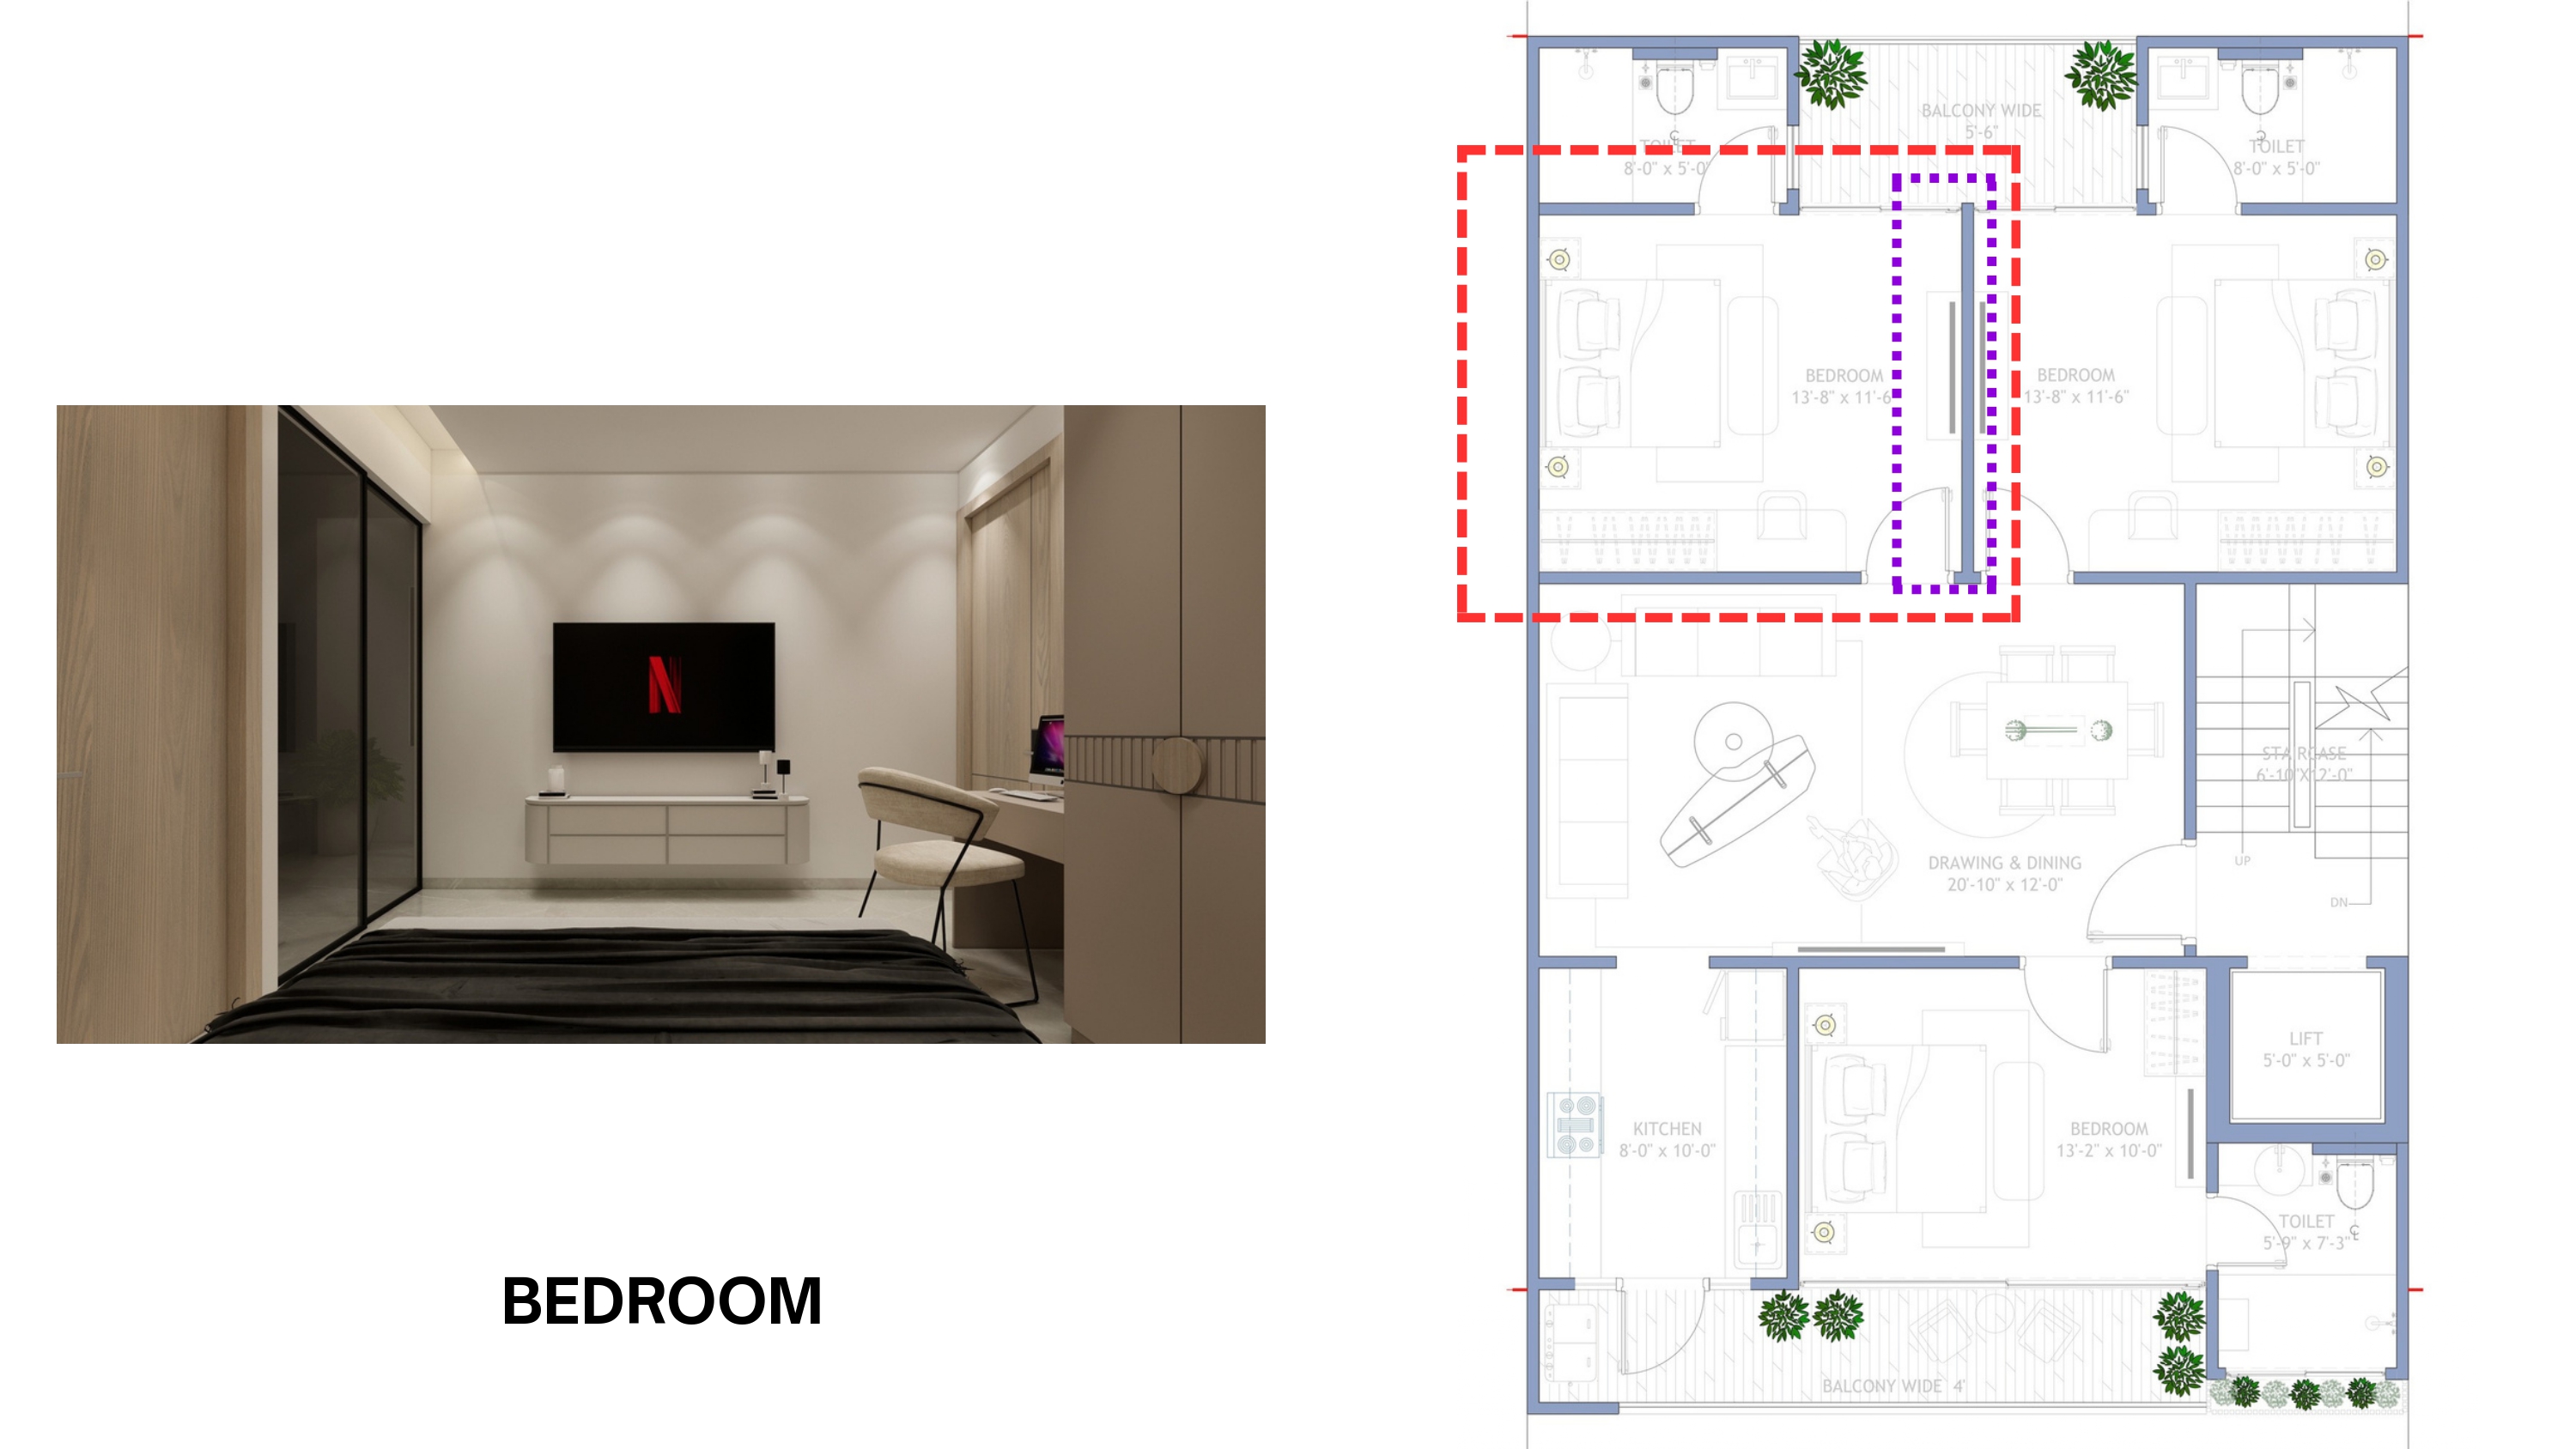 N
BEDROOM
BALCONY WIDE
5'-6"
TOILET
8'-0" x 5'-0"
TOILET
8'-0" x 5'-0"
BEDROOM
13'-8" x 11'-6
BEDROOM
13'-8" x 11'-6"
STAIRCASE
6'-10"X12'-0"
UP
DN
DRAWING & DINING
20'-10" x 12'-0"
LIFT
5'-0" x 5'-0"
KITCHEN
8'-0" x 10'-0"
BEDROOM
13'-2" x 10'-0"
TOILET
5'-9" x 7'-3"
BALCONY WIDE 4'